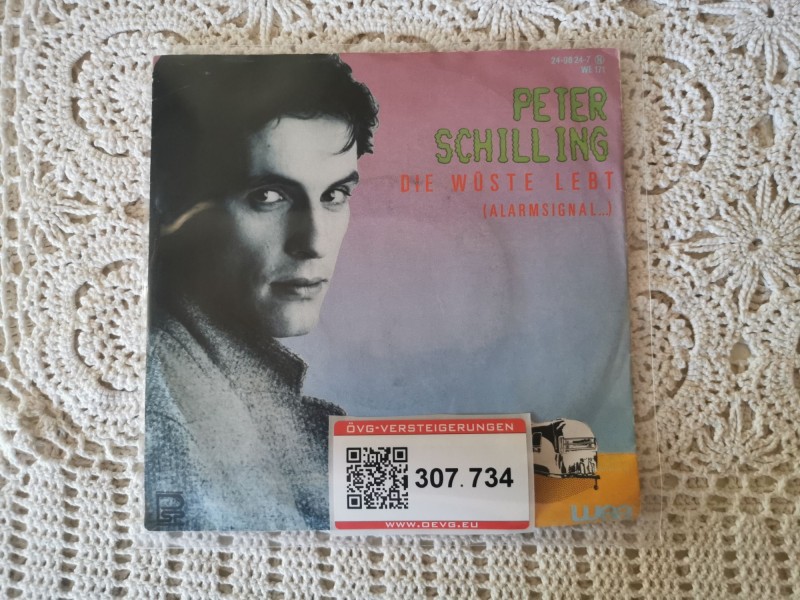 PETER
SCHILLING
DIE WÜSTE LEBT
(ALARMSIGNAL..)
ÖVG-VERSTEIGERUNGEN
307.734
WWW.OEVG.EU